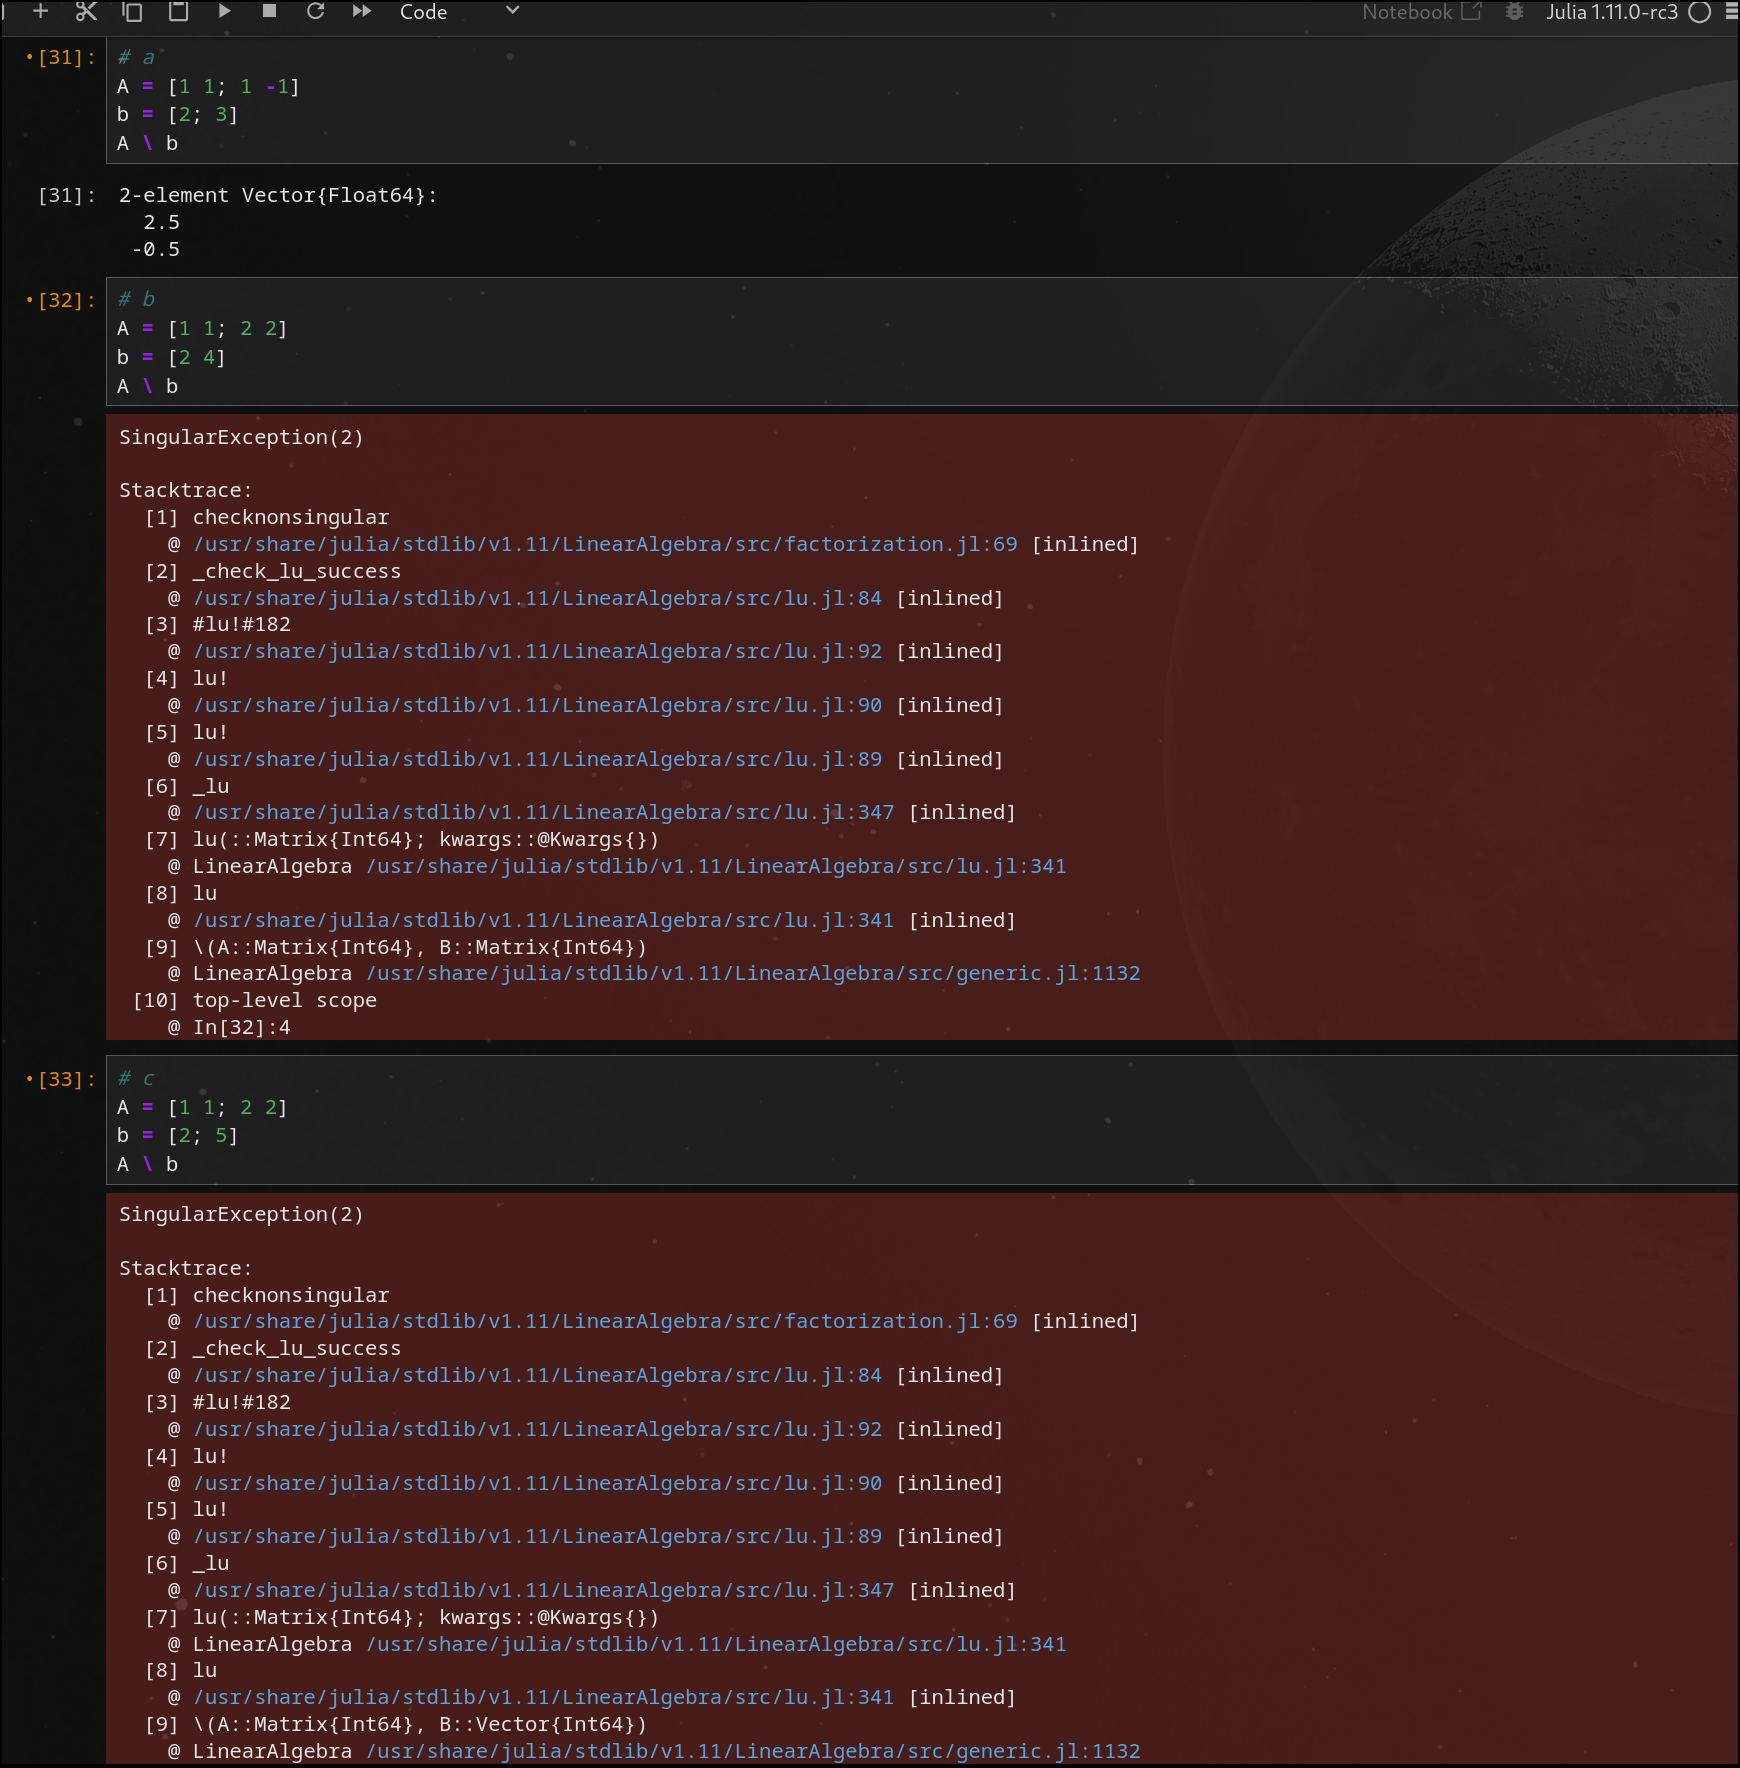 Code Notebook Julia 1.11.0-rc3
[31]: # a
A = [1 1; 1 -1]
b = [2; 3]
A \ b
[31]: 2-element Vector{Float64}:
2.5
-0.5
[32]: # b
A = [1 1; 2 2]
b = [2 4]
A \ b
SingularException(2)
Stacktrace:
[1] checknonsingular
@ /usr/share/julia/stdlib/v1.11/LinearAlgebra/src/factorization.jl:69 [inlined]
[2] _check_lu_success
@ /usr/share/julia/stdlib/v1.11/LinearAlgebra/src/lu.jl:84 [inlined]
[3] #lu!#182
@ /usr/share/julia/stdlib/v1.11/LinearAlgebra/src/lu.jl:92 [inlined]
[4] lu!
@ /usr/share/julia/stdlib/v1.11/LinearAlgebra/src/lu.jl:90 [inlined]
[5] lu!
@ /usr/share/julia/stdlib/v1.11/LinearAlgebra/src/lu.jl:89 [inlined]
[6] _lu
@ /usr/share/julia/stdlib/v1.11/LinearAlgebra/src/lu.jl:347 [inlined]
[7] lu(::Matrix{Int64}; kwargs::@Kwargs{})
@ LinearAlgebra /usr/share/julia/stdlib/v1.11/LinearAlgebra/src/lu.jl:341
[8] lu
@ /usr/share/julia/stdlib/v1.11/LinearAlgebra/src/lu.jl:341 [inlined]
[9] \(A::Matrix{Int64}, B::Matrix{Int64})
@ LinearAlgebra /usr/share/julia/stdlib/v1.11/LinearAlgebra/src/generic.jl:1132
[10] top-level scope
@ In[32]:4
[33]: # c
A = [1 1; 2 2]
b = [2; 5]
A \ b
SingularException(2)
Stacktrace:
[1] checknonsingular
@ /usr/share/julia/stdlib/v1.11/LinearAlgebra/src/factorization.jl:69 [inlined]
[2] _check_lu_success
@ /usr/share/julia/stdlib/v1.11/LinearAlgebra/src/lu.jl:84 [inlined]
[3] #lu!#182
@ /usr/share/julia/stdlib/v1.11/LinearAlgebra/src/lu.jl:92 [inlined]
[4] lu!
@ /usr/share/julia/stdlib/v1.11/LinearAlgebra/src/lu.jl:90 [inlined]
[5] lu!
@ /usr/share/julia/stdlib/v1.11/LinearAlgebra/src/lu.jl:89 [inlined]
[6] _lu
@ /usr/share/julia/stdlib/v1.11/LinearAlgebra/src/lu.jl:347 [inlined]
[7] lu(::Matrix{Int64}; kwargs::@Kwargs{})
@ LinearAlgebra /usr/share/julia/stdlib/v1.11/LinearAlgebra/src/lu.jl:341
[8] lu
@ /usr/share/julia/stdlib/v1.11/LinearAlgebra/src/lu.jl:341 [inlined]
[9] \(A::Matrix{Int64}, B::Vector{Int64})
@ LinearAlgebra /usr/share/julia/stdlib/v1.11/LinearAlgebra/src/generic.jl:1132